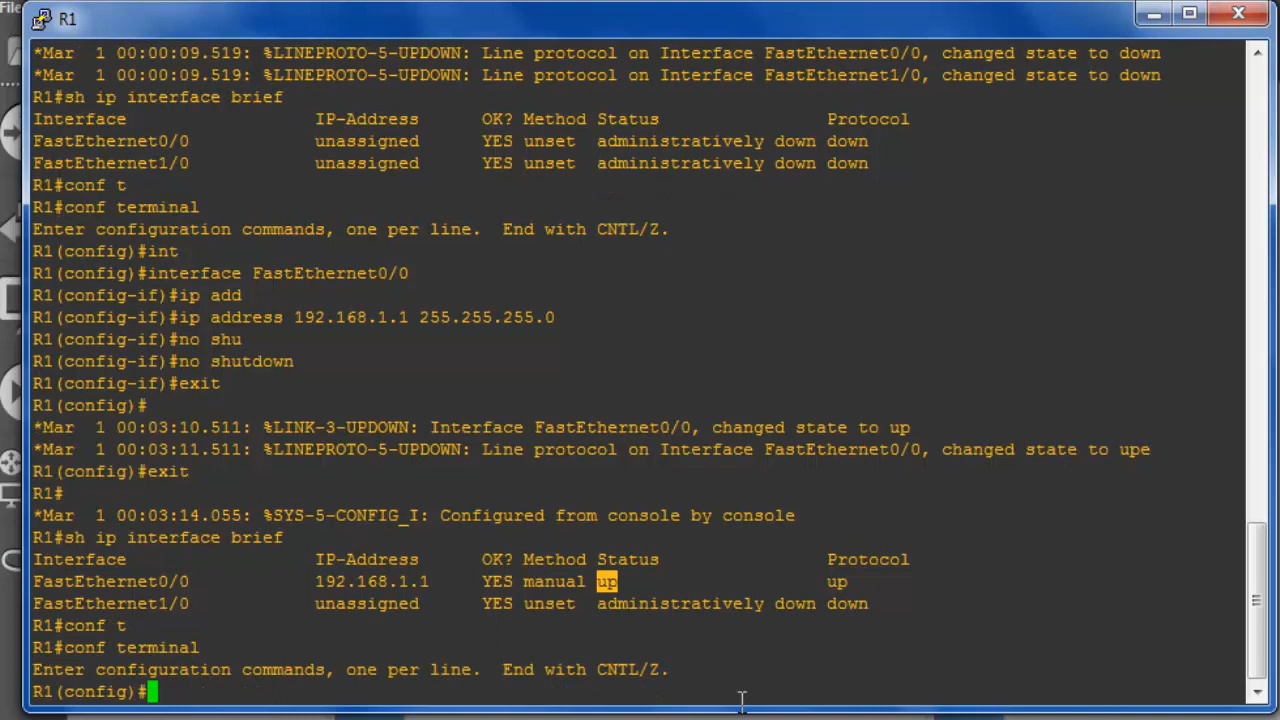 File
R1
*Mar  1 00:00:09.519: %LINEPROTO-5-UPDOWN: Line protocol on Interface FastEthernet0/0, changed state to down
*Mar  1 00:00:09.519: %LINEPROTO-5-UPDOWN: Line protocol on Interface FastEthernet1/0, changed state to down
R1#sh ip interface brief
Interface                  IP-Address      OK? Method Status                Protocol
FastEthernet0/0            unassigned      YES unset  administratively down down
FastEthernet1/0            unassigned      YES unset  administratively down down
R1#conf t
R1#conf terminal
Enter configuration commands, one per line.  End with CNTL/Z.
R1(config)#int
R1(config)#interface FastEthernet0/0
R1(config-if)#ip add
R1(config-if)#ip address 192.168.1.1 255.255.255.0
R1(config-if)#no shu
R1(config-if)#no shutdown
R1(config-if)#exit
R1(config)#
*Mar  1 00:03:10.511: %LINK-3-UPDOWN: Interface FastEthernet0/0, changed state to up
*Mar  1 00:03:11.511: %LINEPROTO-5-UPDOWN: Line protocol on Interface FastEthernet0/0, changed state to upe
R1(config)#exit
R1#
*Mar  1 00:03:14.055: %SYS-5-CONFIG_I: Configured from console by console
R1#sh ip interface brief
Interface                  IP-Address      OK? Method Status                Protocol
FastEthernet0/0            192.168.1.1     YES manual up                    up
FastEthernet1/0            unassigned      YES unset  administratively down down
R1#conf t
R1#conf terminal
Enter configuration commands, one per line.  End with CNTL/Z.
R1(config)#